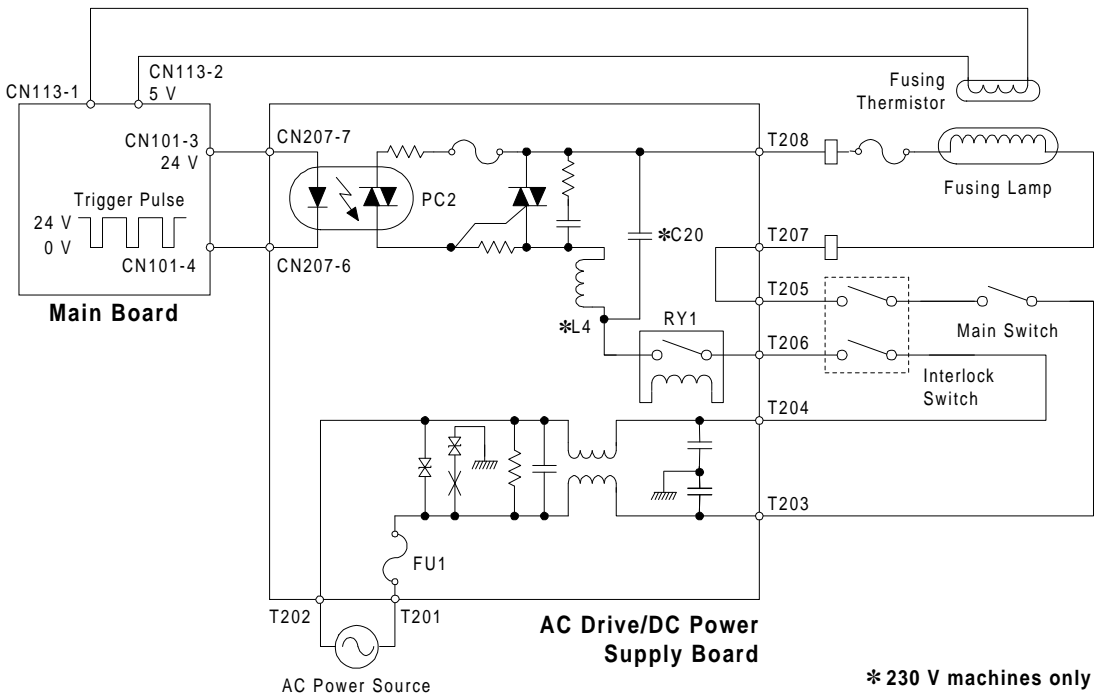 CN113-2
5 V
CN113-1
Fusing
Thermistor
CN101-3
24 V
CN207-7
T208
Trigger Pulse
24 V
0 V
PC2
Fusing Lamp
✻C20
T207
CN101-4
CN207-6
Main Board
T205
✻L4
RY1
Main Switch
T206
Interlock
Switch
T204
T203
FU1
T202
T201
AC Drive/DC Power
Supply Board
AC Power Source
✻ 230 V machines only